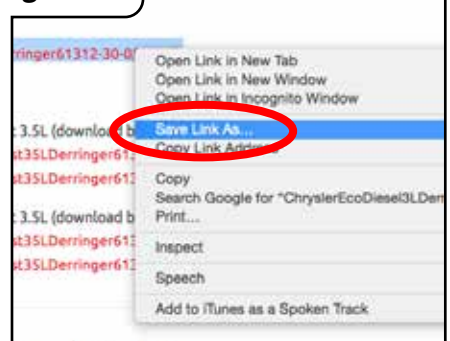 ringer61312-30-0
Open Link in New Tab
Open Link in New Window
Open Link in Incognito Window
3.5L (download b
Save Link As...
st35LDerringer61
Copy Link Address
st35LDerringer61
Copy
Search Google for "ChryslerEcoDiesel3LDer
3.5L (download b
Print...
st35LDerringer61
Inspect
st35LDerringer61
Speech
Add to iTunes as a Spoken Track